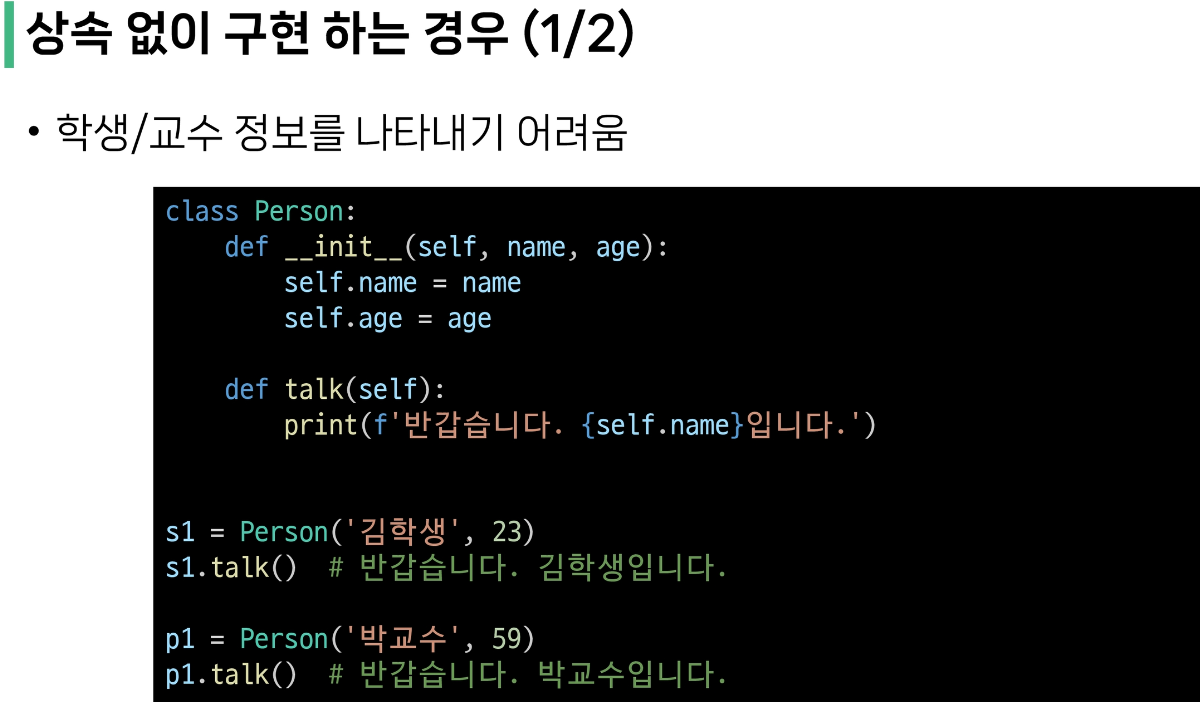 상속 없이 구현 하는 경우 (1/2)
• 학생/교수 정보를 나타내기 어려움
class Person:
    def __init__(self, name, age):
        self.name = name
        self.age = age
    def talk(self):
        print(f'반갑습니다. {self.name}입니다.')
s1 = Person('김학생', 23)
s1.talk()  # 반갑습니다. 김학생입니다.
p1 = Person('박교수', 59)
p1.talk()  # 반갑습니다. 박교수입니다.